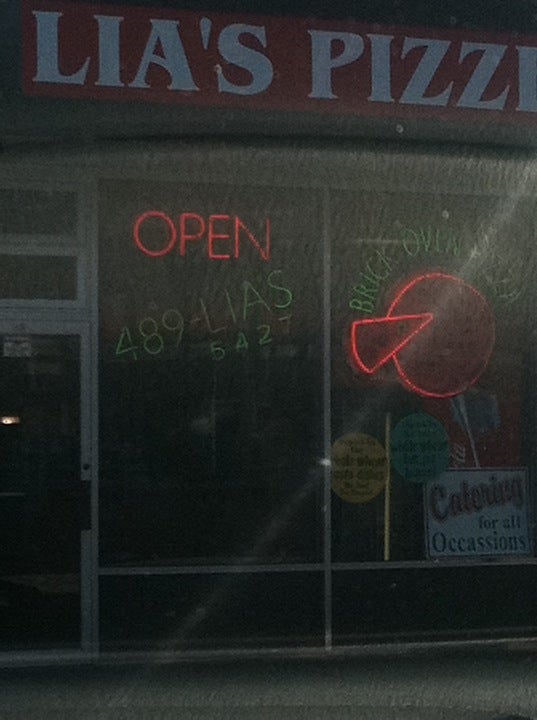 LIA'S PIZZ
OPEN
489-LIAS
5427
BRICK OVEN
Catering
for all
Occassions